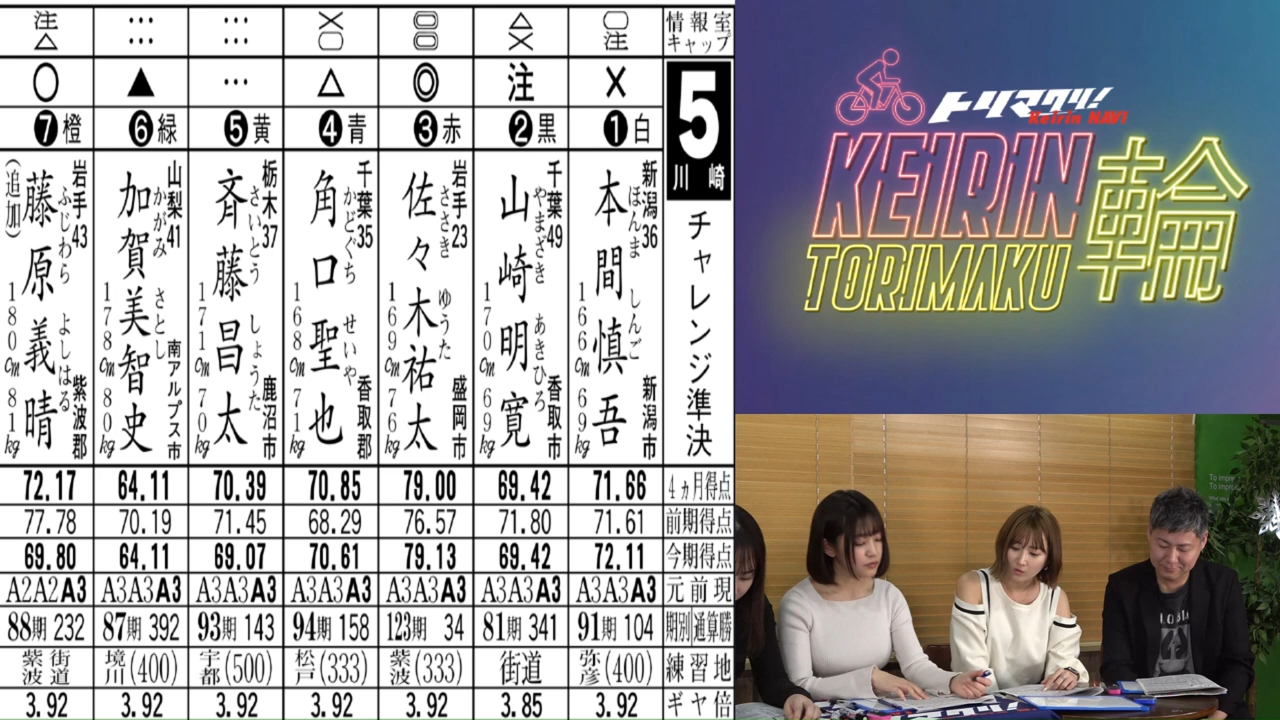 情報室
キャップ
5
川崎
チャレンジ準決
4ヵ月得点
前期得点
今期得点
元前現
期別通算勝
練習地
ギヤ倍
◯ 注
×
❶白
新潟36
ほんま しんご
本間慎吾
新潟市
166cm 69kg
71.66
71.61
72.11
A3A3A3
91期 104
弥彦(400)
3.92
△ ×
注
❷黒
千葉49
やまざき あきひろ
山崎明寛
香取市
170cm 69kg
69.42
71.80
69.42
A3A3A3
81期 341
街道
3.85
◎ ◎
◎
❸赤
岩手23
ささき ゆうた
佐々木祐太
盛岡市
169cm 76kg
79.00
76.57
79.13
A3A3A3
123期 34
紫波(333)
3.92
× ◯
△
❹青
千葉35
かどぐち せいや
角口聖也
香取郡
168cm 71kg
70.85
68.29
70.61
A3A3A3
94期 158
松戸(333)
3.92
… …
…
❺黄
栃木37
さいとう しょうた
斉藤昌太
鹿沼市
171cm 70kg
70.39
71.45
69.07
A3A3A3
93期 143
宇都(500)
3.92
… …
▲
❻緑
山梨41
かがみ さとし
加賀美智史
南アルプス市
178cm 80kg
64.11
70.19
64.11
A3A3A3
87期 392
境川(400)
3.92
注 △
◯
❼橙
岩手43
ふじわら よしはる
藤原義晴
(追加)
紫波郡
180cm 81kg
72.17
77.78
69.80
A2A2A3
88期 232
紫波 街道
3.92
トリマクリ!
Keirin NAVI
KEIRIN
TORIMAKU
輪